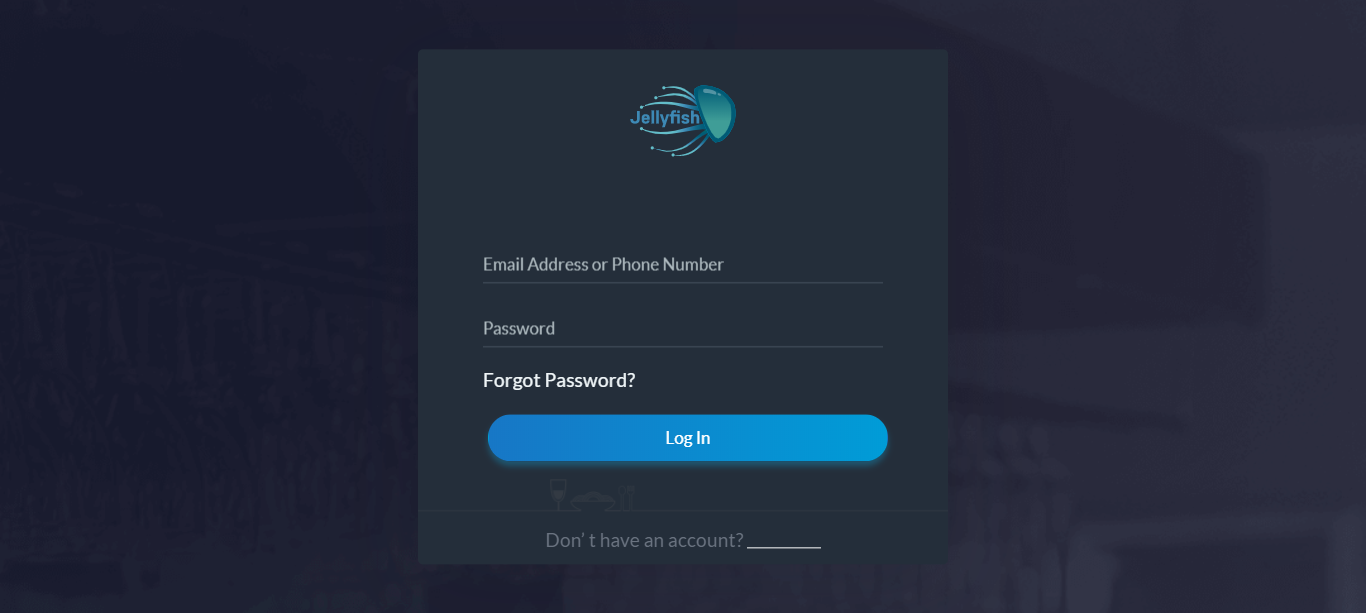 Jellyfish
Email Address or Phone Number
Password
Forgot Password?
Log In
Don’ t have an account?